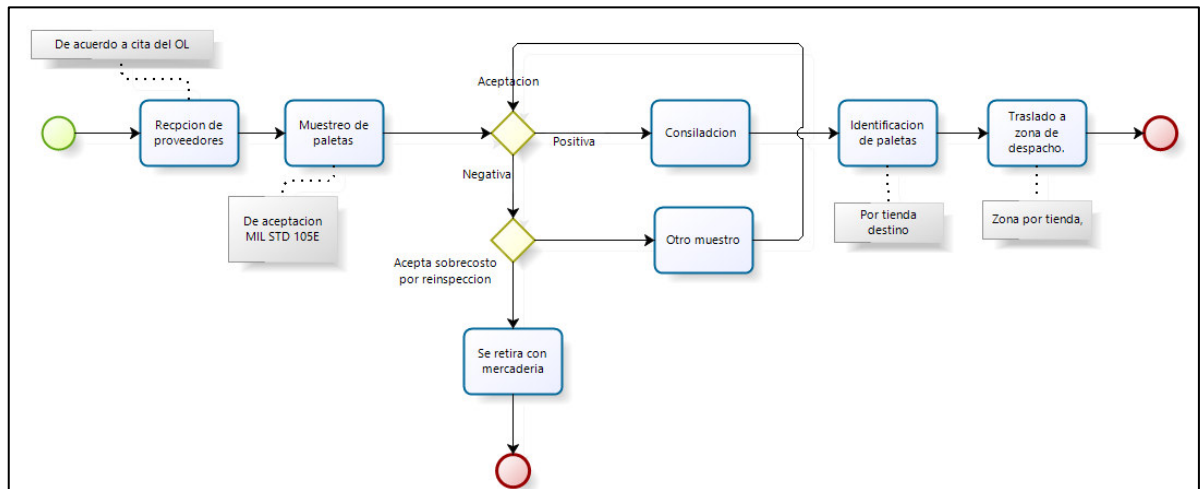 De acuerdo a cita del OL
Aceptacion
Recpcion de
proveedores
Muestreo de
paletas
Positiva
Consiladcion
Identificacion
de paletas
Traslado a
zona de
despacho.
Negativa
De aceptacion
MIL STD 105E
Por tienda
destino
Zona por tienda,
Otro muestro
Acepta sobrecosto
por reinspeccion
Se retira con
mercaderia